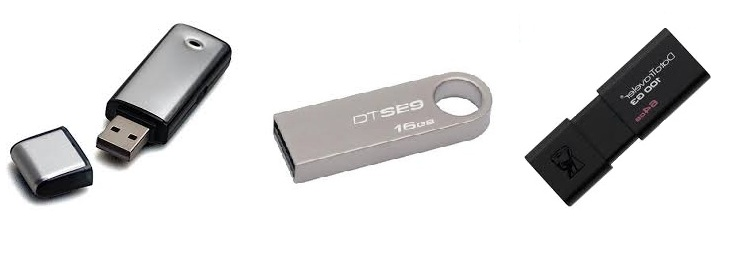 DTSE9
16GB
DataTraveler®
100 G3
64GB